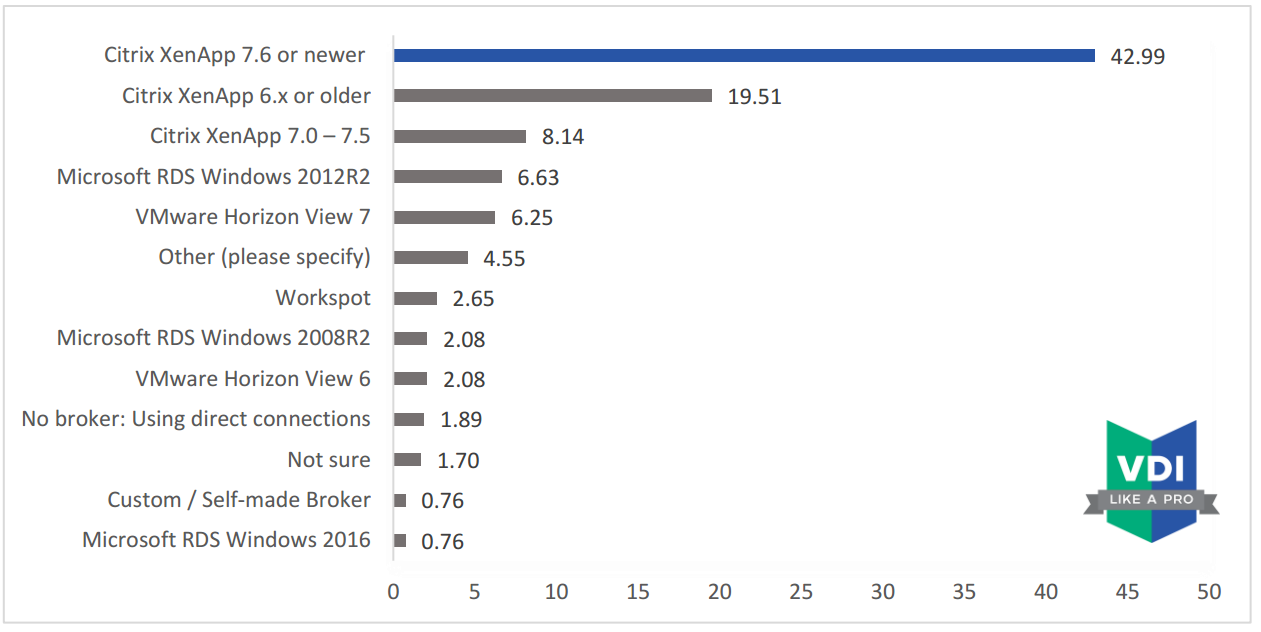 Citrix XenApp 7.6 or newer 42.99
Citrix XenApp 6.x or older 19.51
Citrix XenApp 7.0 – 7.5 8.14
Microsoft RDS Windows 2012R2 6.63
VMware Horizon View 7 6.25
Other (please specify) 4.55
Workspot 2.65
Microsoft RDS Windows 2008R2 2.08
VMware Horizon View 6 2.08
No broker: Using direct connections 1.89
Not sure 1.70
Custom / Self-made Broker 0.76
Microsoft RDS Windows 2016 0.76
0 5 10 15 20 25 30 35 40 45 50
VDI
LIKE A PRO